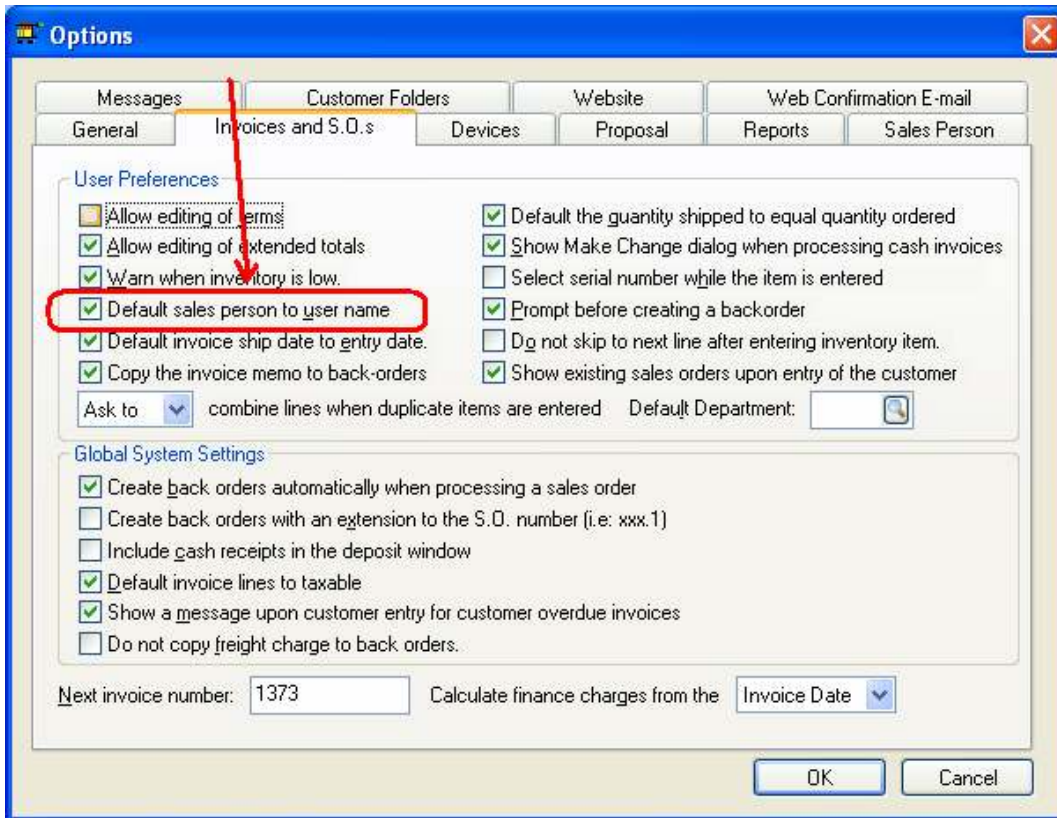 Options
Messages Customer Folders Website Web Confirmation E-mail
General Invoices and S.O.s Devices Proposal Reports Sales Person
User Preferences
Allow editing of terms Default the quantity shipped to equal quantity ordered
Allow editing of extended totals Show Make Change dialog when processing cash invoices
Warn when inventory is low. Select serial number while the item is entered
Default sales person to user name Prompt before creating a backorder
Default invoice ship date to entry date. Do not skip to next line after entering inventory item.
Copy the invoice memo to back-orders Show existing sales orders upon entry of the customer
Ask to combine lines when duplicate items are entered Default Department:
Global System Settings
Create back orders automatically when processing a sales order
Create back orders with an extension to the S.O. number (i.e: xxx.1)
Include cash receipts in the deposit window
Default invoice lines to taxable
Show a message upon customer entry for customer overdue invoices
Do not copy freight charge to back orders.
Next invoice number: 1373 Calculate finance charges from the Invoice Date
OK Cancel